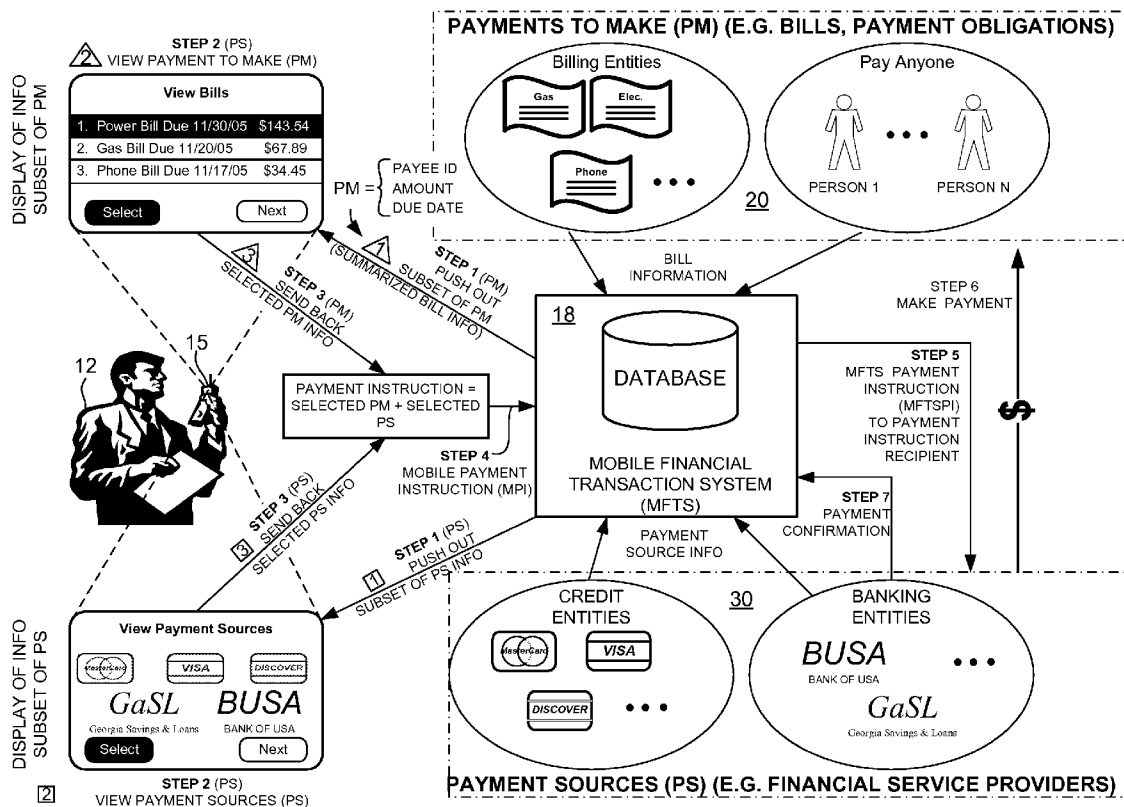 PAYMENTS TO MAKE (PM) (E.G. BILLS, PAYMENT OBLIGATIONS)
2
STEP 2 (PS)
VIEW PAYMENT TO MAKE (PM)
DISPLAY OF INFO
SUBSET OF PM
View Bills
1. Power Bill Due 11/30/05 $143.54
2. Gas Bill Due 11/20/05 $67.89
3. Phone Bill Due 11/17/05 $34.45
Select
Next
PM =
PAYEE ID
AMOUNT
DUE DATE
Billing Entities
Gas
Elec.
Phone
Pay Anyone
PERSON 1
PERSON N
20
1
STEP 1 (PM)
PUSH OUT
SUBSET OF PM
(SUMMARIZED BILL INFO)
3
STEP 3 (PM)
SEND BACK
SELECTED PM INFO
BILL
INFORMATION
STEP 6
MAKE PAYMENT
12
15
PAYMENT INSTRUCTION =
SELECTED PM + SELECTED
PS
STEP 4
MOBILE PAYMENT
INSTRUCTION (MPI)
18
DATABASE
MOBILE FINANCIAL
TRANSACTION SYSTEM
(MFTS)
STEP 5
MFTS PAYMENT
INSTRUCTION
(MFTSPI)
TO PAYMENT
INSTRUCTION
RECIPIENT
$
STEP 7
PAYMENT
CONFIRMATION
3
STEP 3 (PS)
SEND BACK
SELECTED PS INFO
1
STEP 1 (PS)
PUSH OUT
SUBSET OF PS INFO
PAYMENT
SOURCE INFO
DISPLAY OF INFO
SUBSET OF PS
View Payment Sources
MasterCard
VISA
DISCOVER
GaSL
Georgia Savings & Loans
BUSA
BANK OF USA
Select
Next
2
STEP 2 (PS)
VIEW PAYMENT SOURCES (PS)
CREDIT
ENTITIES
MasterCard
VISA
DISCOVER
30
BANKING
ENTITIES
BUSA
BANK OF USA
GaSL
Georgia Savings & Loans
PAYMENT SOURCES (PS) (E.G. FINANCIAL SERVICE PROVIDERS)